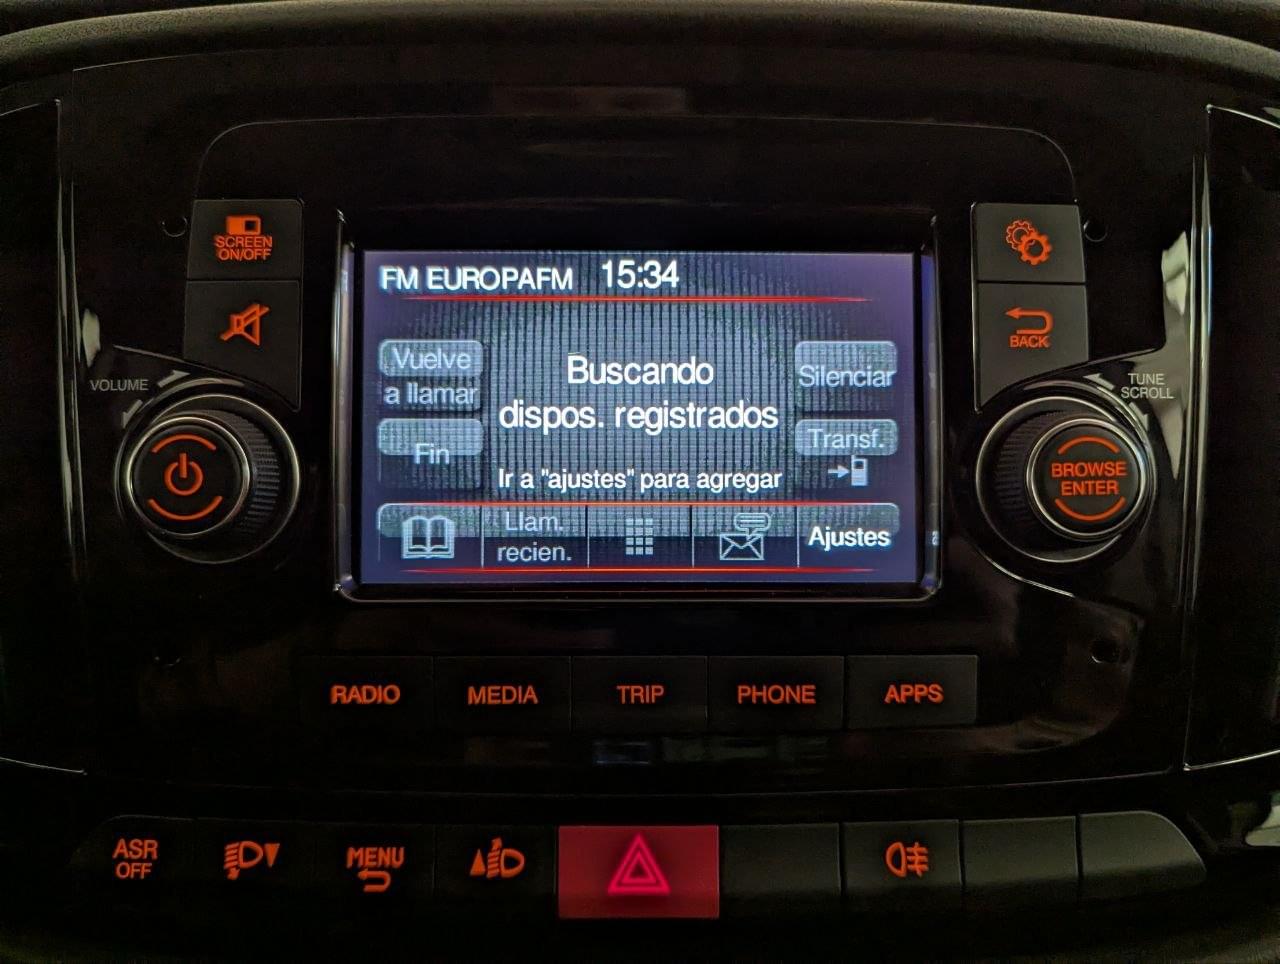 SCREEN
ON/OFF
VOLUME
FM EUROPAFM 15:34
Vuelve
a llamar
Fin
Buscando
dispos. registrados
Ir a "ajustes" para agregar
Silenciar
Transf.
Llam.
recien.
Ajustes
BACK
TUNE
SCROLL
BROWSE
ENTER
RADIO
MEDIA
TRIP
PHONE
APPS
ASR
OFF
MENU